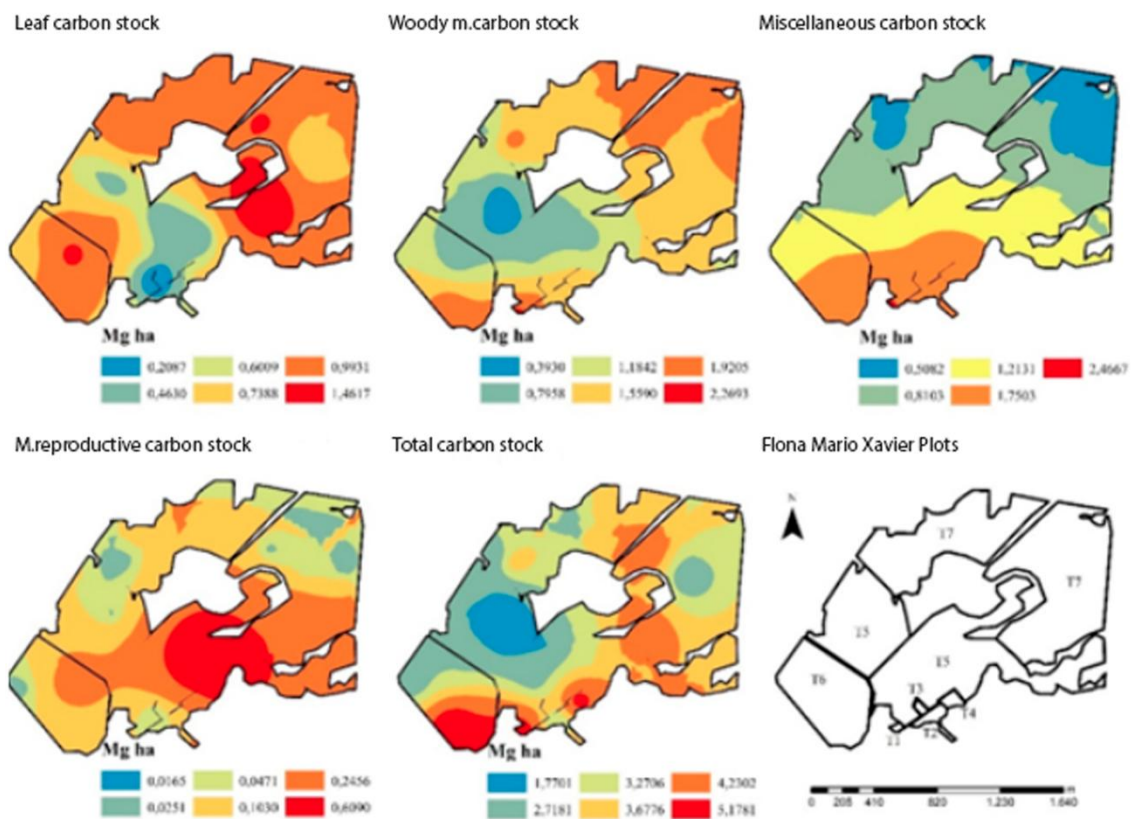 Leaf carbon stock
Woody m.carbon stock
Miscellaneous carbon stock
Mg ha
0,2087 0,6009 0,9931
0,4630 0,7388 1,4617
Mg ha
0,3930 1,1842 1,9205
0,7958 1,5590 2,2693
Mg ha
0,5082 1,2131 2,4667
0,8103 1,7503
M.reproductive carbon stock
Total carbon stock
Flona Mario Xavier Plots
Mg ha
0,0165 0,0471 0,2456
0,0251 0,1030 0,6090
Mg ha
1,7701 3,2706 4,2302
2,7181 3,6776 5,1781
N
T7
T7
T5
T5
T6
T3
T4
T1
T2
m
0 205 410 820 1.230 1.640